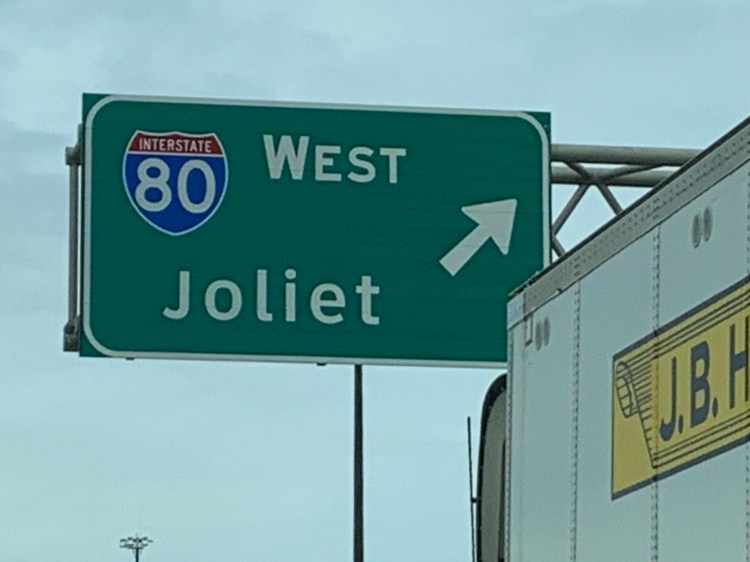 INTERSTATE
80
WEST
Joliet
J.B. H